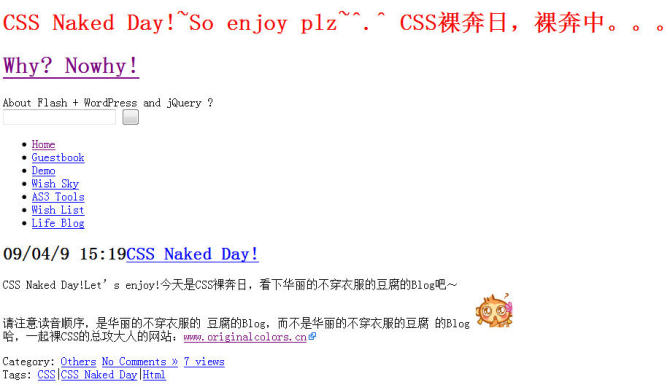 CSS Naked Day!~So enjoy plz~^.^ CSS裸奔日，裸奔中。。。
Why? Nowhy!
About Flash + WordPress and jQuery ?
Home
Guestbook
Demo
Wish Sky
AS3 Tools
Wish List
Life Blog
09/04/9 15:19CSS Naked Day!
CSS Naked Day!Let’s enjoy!今天是CSS裸奔日，看下华丽的不穿衣服的豆腐的Blog吧～
请注意读音顺序，是华丽的不穿衣服的 豆腐的Blog，而不是华丽的不穿衣服的豆腐 的Blog
哈，一起裸CSS的总攻大人的网站：www.originalcolors.cn
Category: Others No Comments » 7 views
Tags: CSS|CSS Naked Day|Html